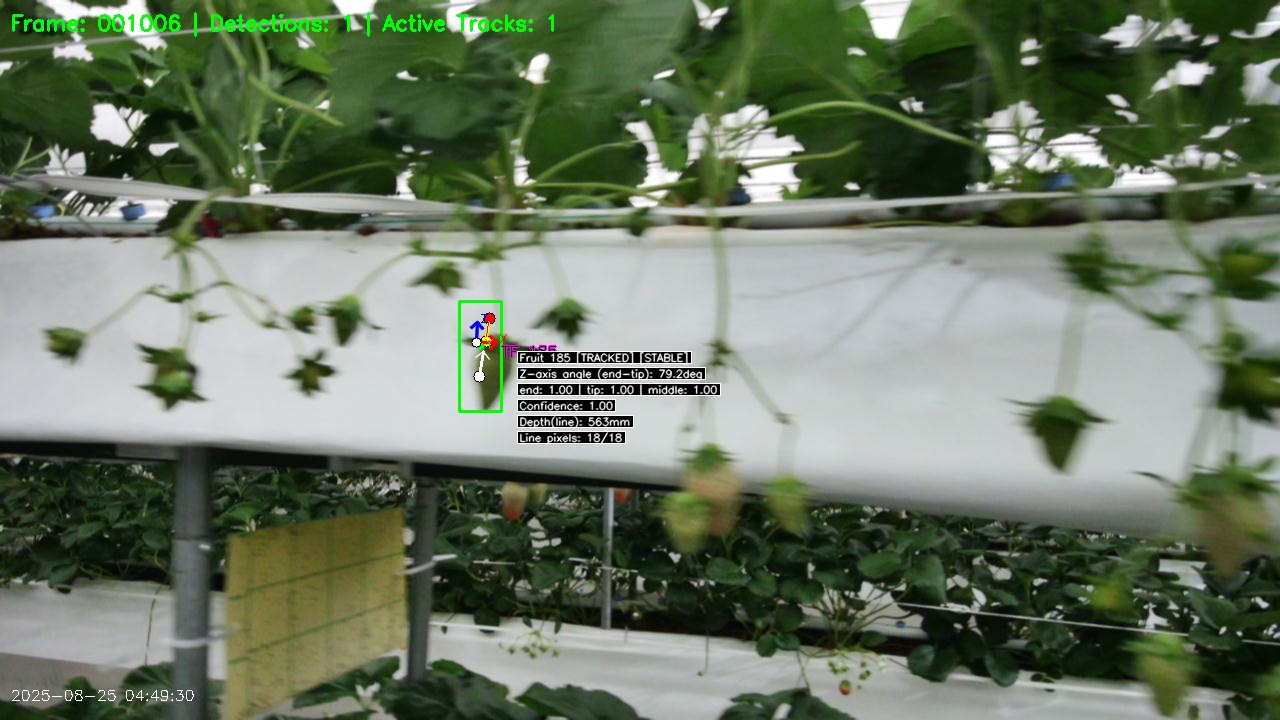 Frame: 001006 | Detections: 1 | Active Tracks: 1
Fruit 185 [TRACKED] [STABLE]
Z-axis angle (end-tip): 79.2deg
end: 1.00 | tip: 1.00 | middle: 1.00
Confidence: 1.00
Depth(line): 563mm
Line pixels: 18/18
2025-08-25 04:49:30